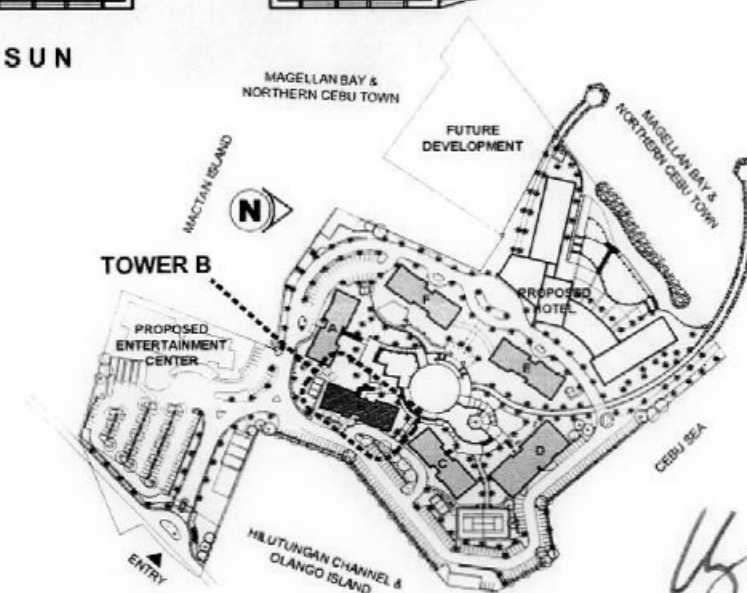 SUN
MAGELLAN BAY &
NORTHERN CEBU TOWN
FUTURE
DEVELOPMENT
MAGELLAN BAY &
NORTHERN CEBU TOWN
MACTAN ISLAND
N
TOWER B
PROPOSED
ENTERTAINMENT
CENTER
A
F
PROPOSED
HOTEL
E
C
D
CEBU SEA
HILUTUNGAN CHANNEL &
OLANGO ISLAND
ENTRY